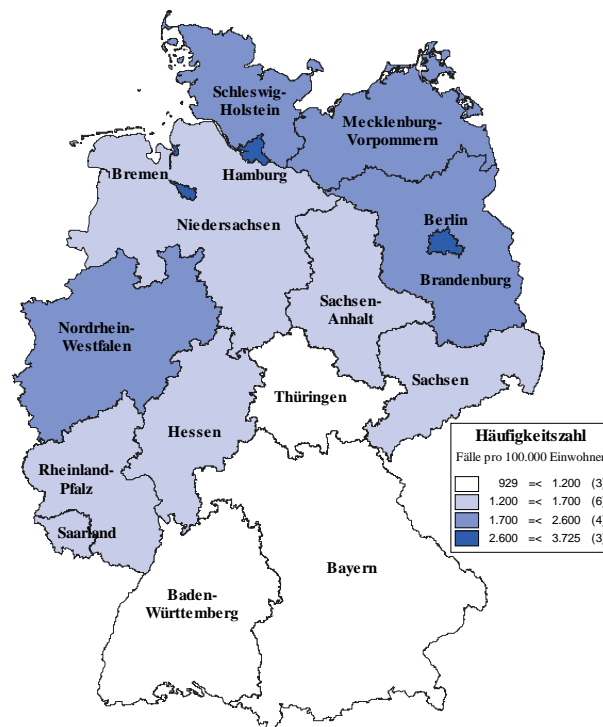 Schleswig-
Holstein
Mecklenburg-
Vorpommern
Bremen
Hamburg
Niedersachsen
Berlin
Brandenburg
Sachsen-
Anhalt
Nordrhein-
Westfalen
Thüringen
Sachsen
Hessen
Rheinland-
Pfalz
Saarland
Bayern
Baden-
Württemberg
Häufigkeitszahl
Fälle pro 100.000 Einwohner
929 =< 1.200 (3)
1.200 =< 1.700 (6)
1.700 =< 2.600 (4)
2.600 =< 3.725 (3)